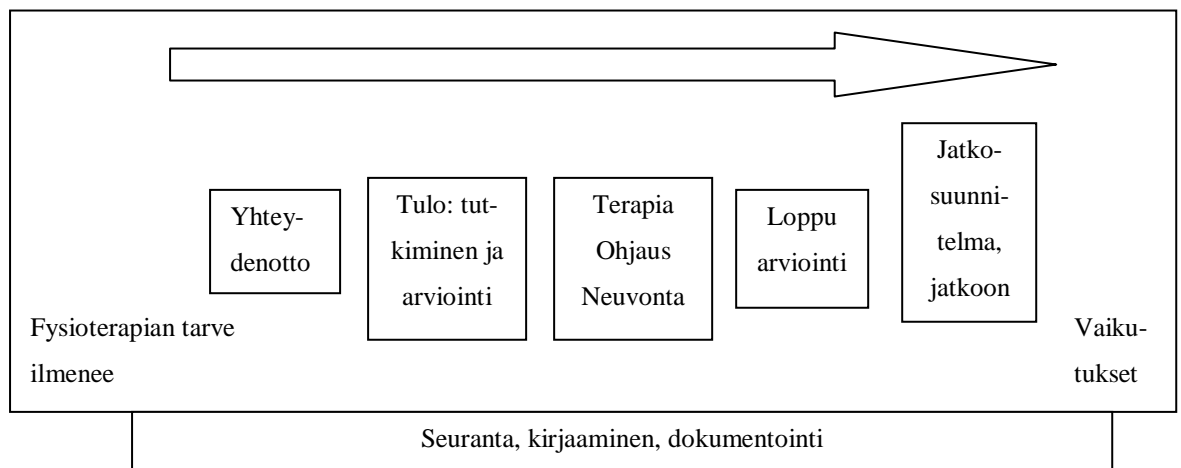 Yhtey-
denotto
Tulo: tut-
kiminen ja
arviointi
Terapia
Ohjaus
Neuvonta
Loppu
arviointi
Jatko-
suunni-
telma,
jatkoon
Fysioterapian tarve
ilmenee
Vaiku-
tukset
Seuranta, kirjaaminen, dokumentointi